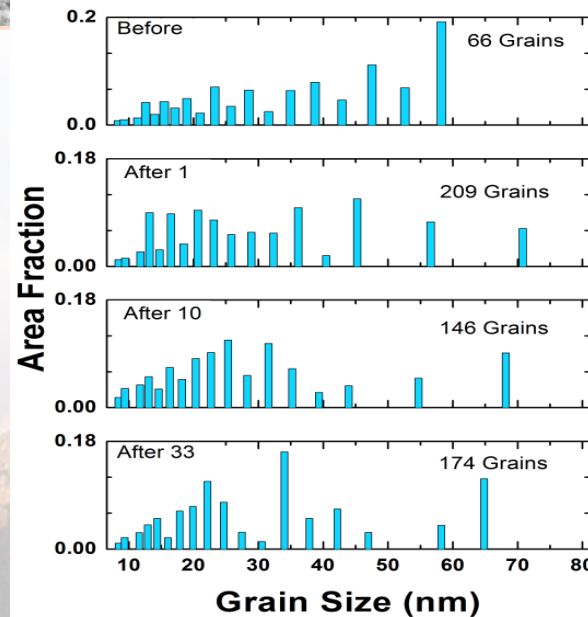 0.2
Before
66 Grains
0.0
0.18
After 1
209 Grains
0.00
0.18
After 10
146 Grains
0.00
0.18
After 33
174 Grains
0.00
Area Fraction
10 20 30 40 50 60 70 80
Grain Size (nm)